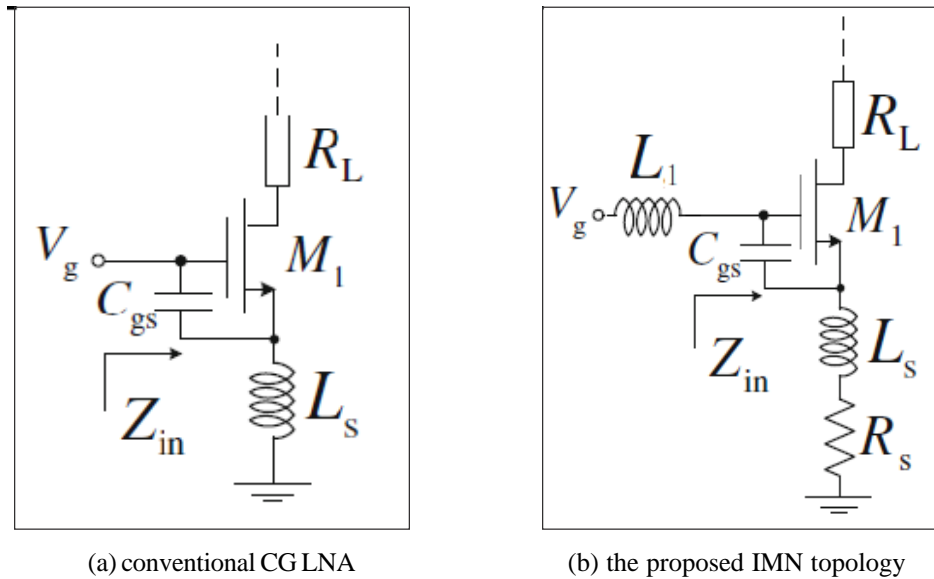 R_L
V_g
M_1
C_gs
Z_in
L_s
(a) conventional CG LNA
R_L
L_1
V_g
M_1
C_gs
Z_in
L_s
R_s
(b) the proposed IMN topology